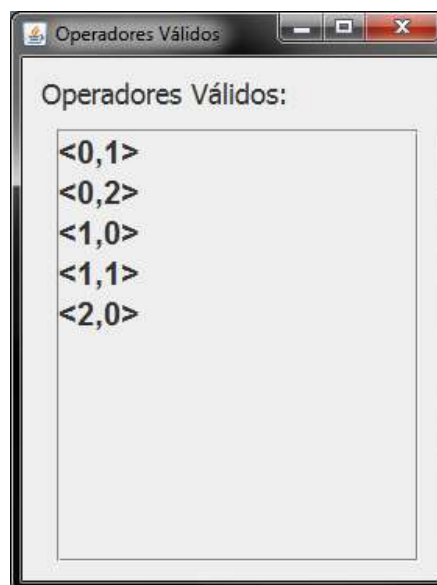 Operadores Válidos
Operadores Válidos:
<0,1>
<0,2>
<1,0>
<1,1>
<2,0>